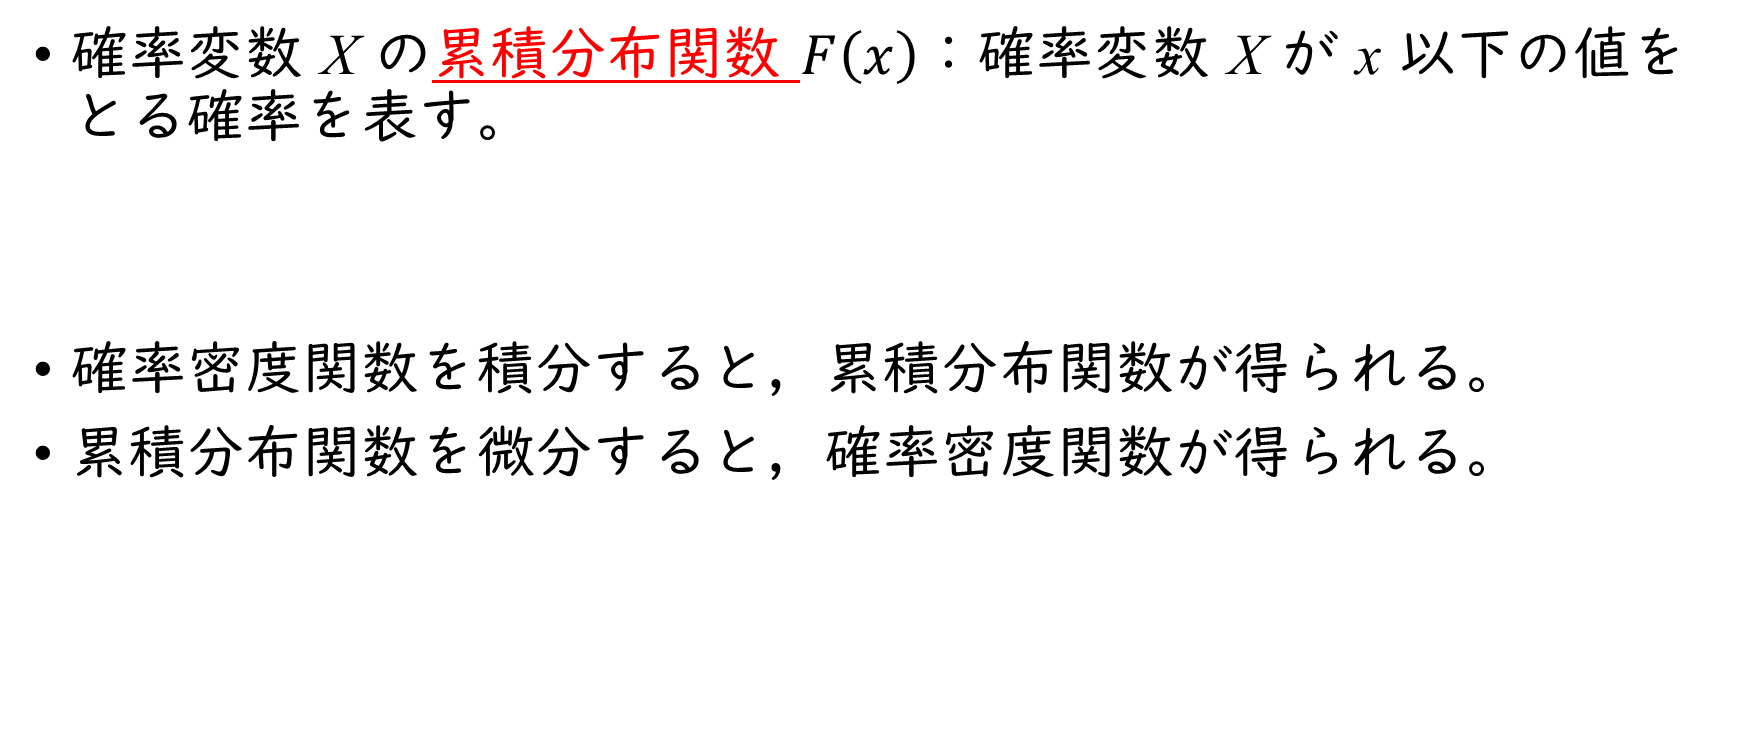 • 確率変数 X の累積分布関数 F(x)：確率変数 X が x 以下の値を
とる確率を表す。
• 確率密度関数を積分すると，累積分布関数が得られる。
• 累積分布関数を微分すると，確率密度関数が得られる。